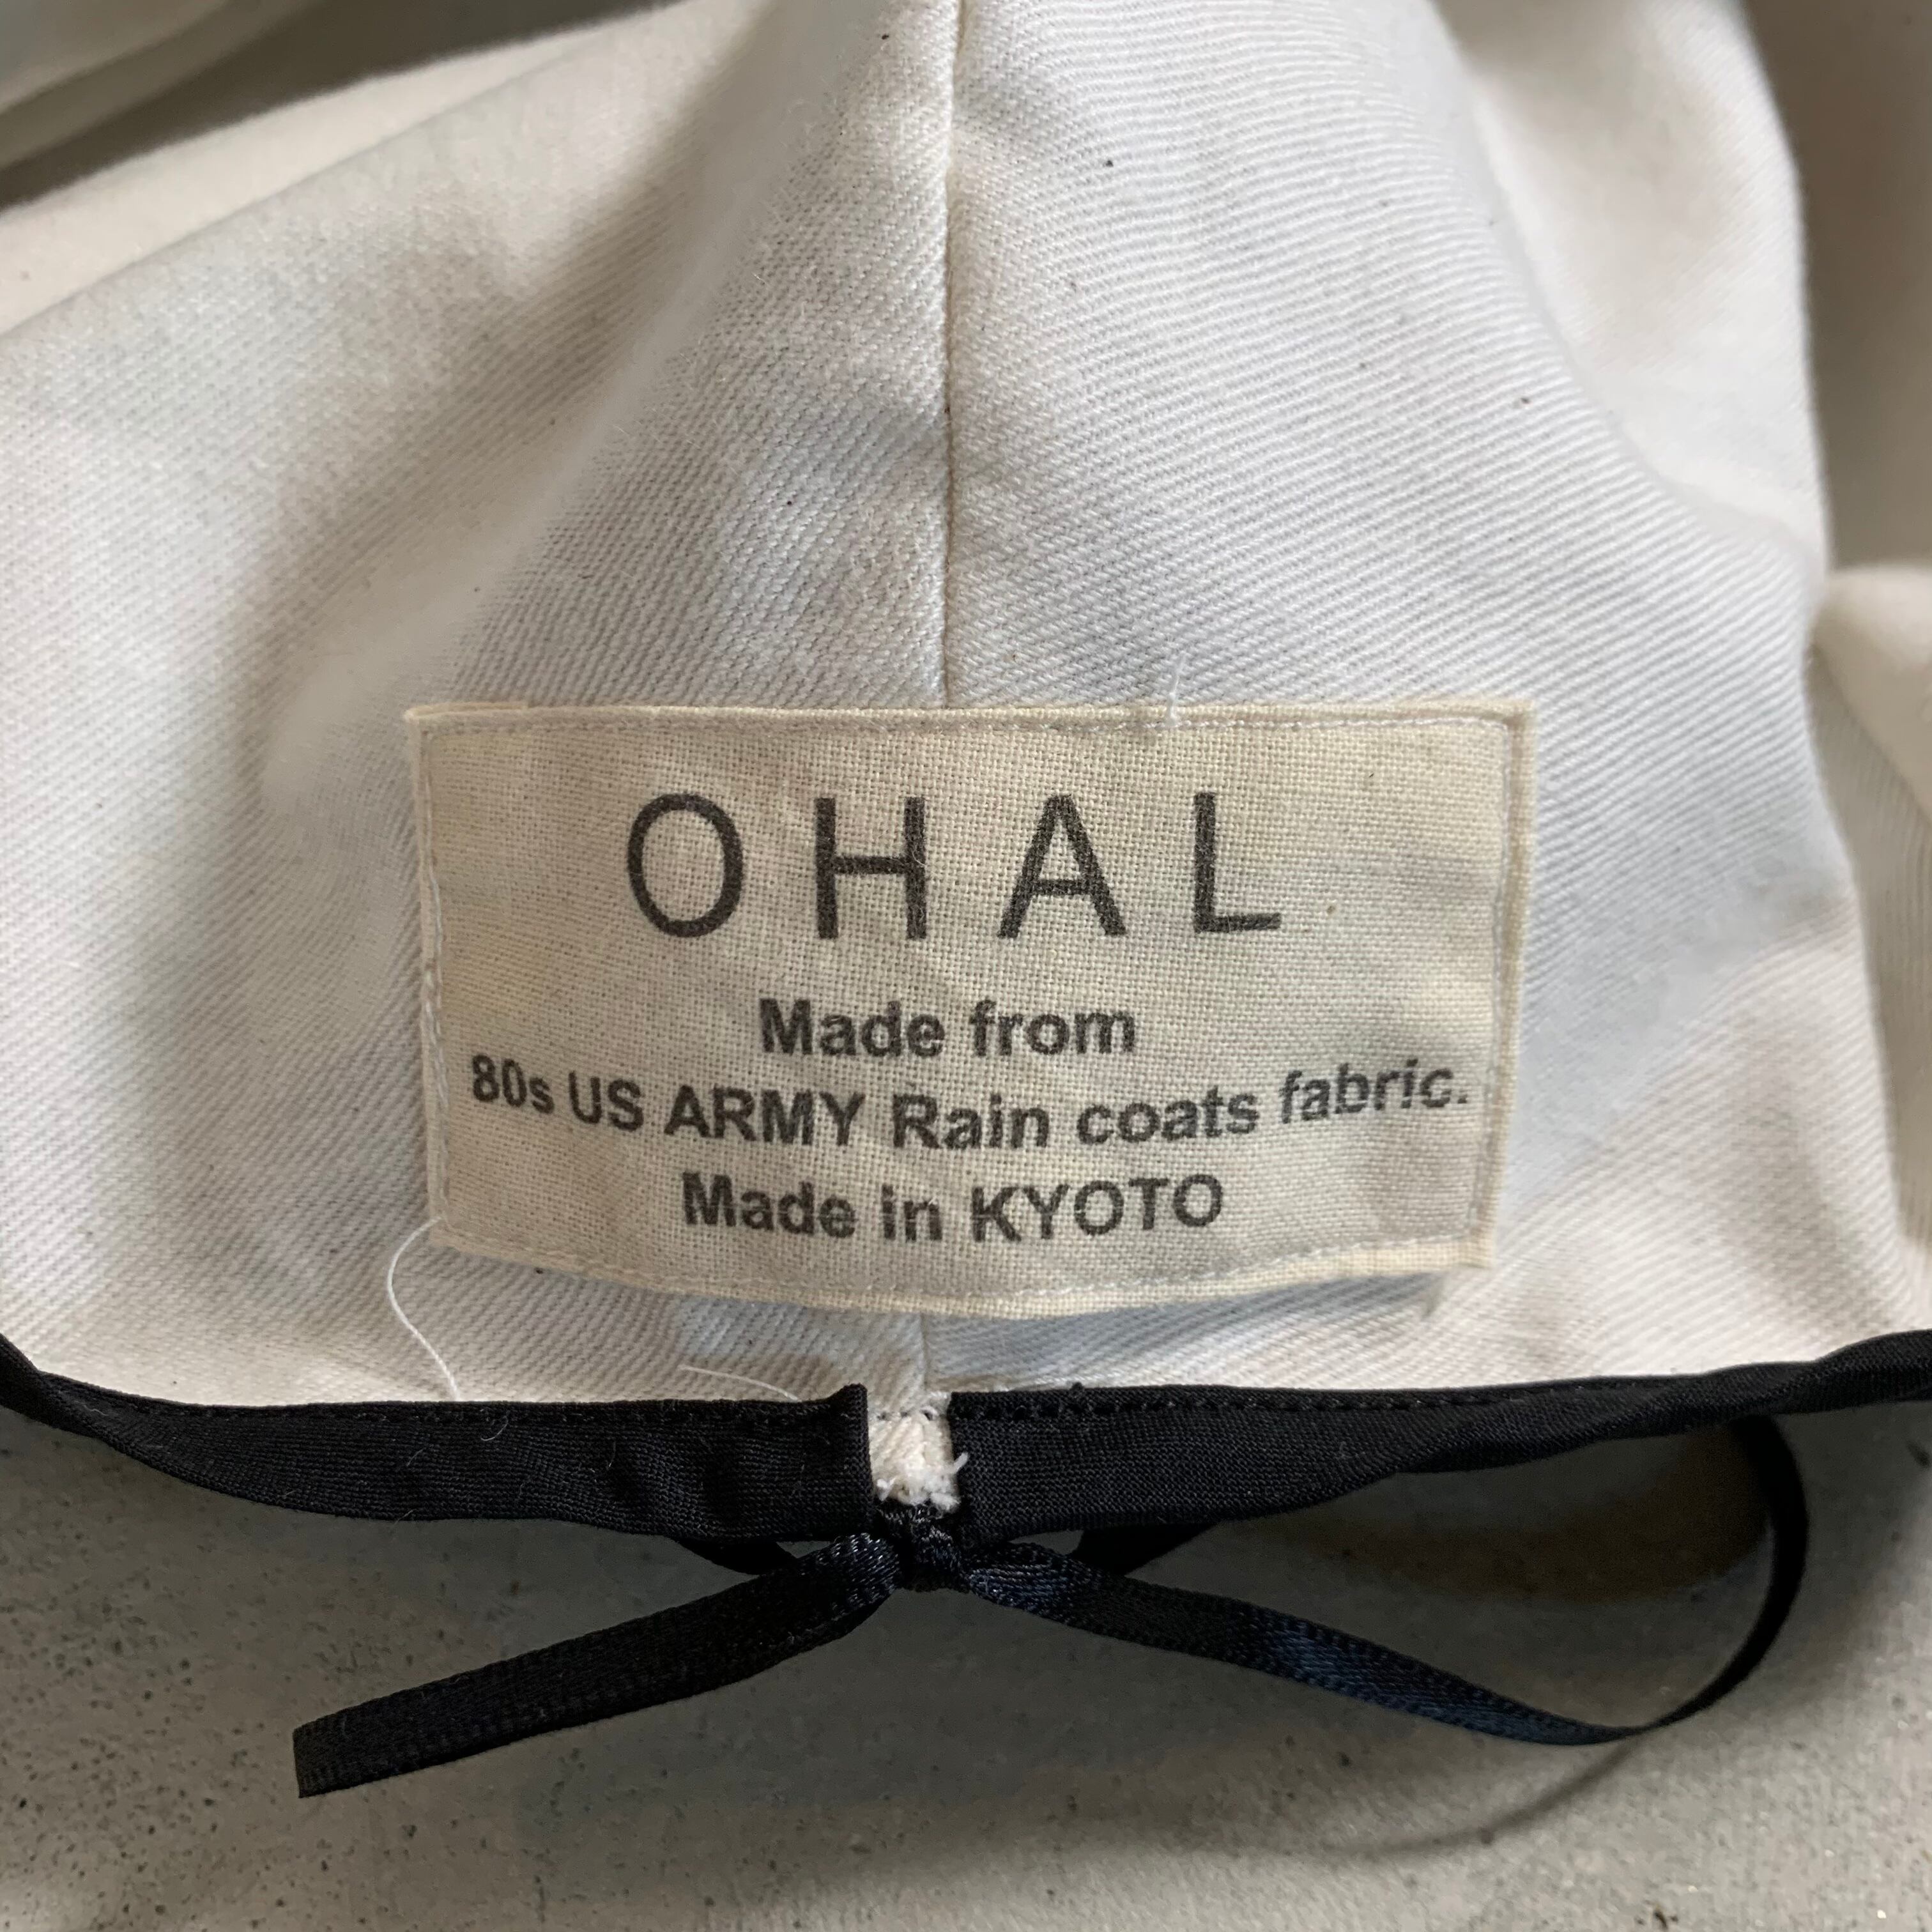 OHAL
Made from
80s US ARMY Rain coats fabric.
Made in KYOTO